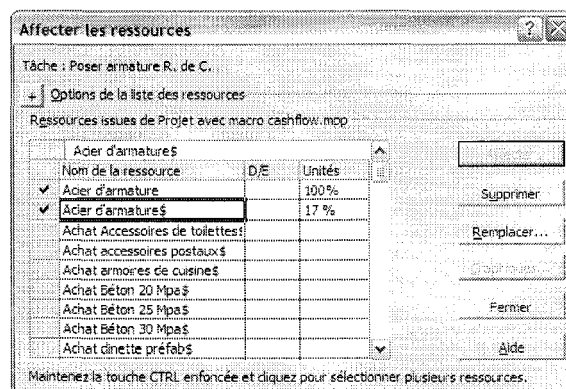 Affecter les ressources
Tâche : Poser armature R. de C.
+ Options de la liste des ressources
Ressources issues de Projet avec macro cashflow.mpp
Acier d'armature$
Nom de la ressource D/E Unités
✔ Acier d'armature 100% Supprimer
✔ Acier d'armature$ 17 %
Achat Accessoires de toilettes$ Remplacer...
Achat accessoires postaux$
Achat armoires de cuisine$ Graphiques...
Achat Béton 20 Mpa$
Achat Béton 25 Mpa$ Fermer
Achat Béton 30 Mpa$
Achat dinette préfab$ Aide
Maintenez la touche CTRL enfoncée et cliquez pour sélectionner plusieurs ressources.